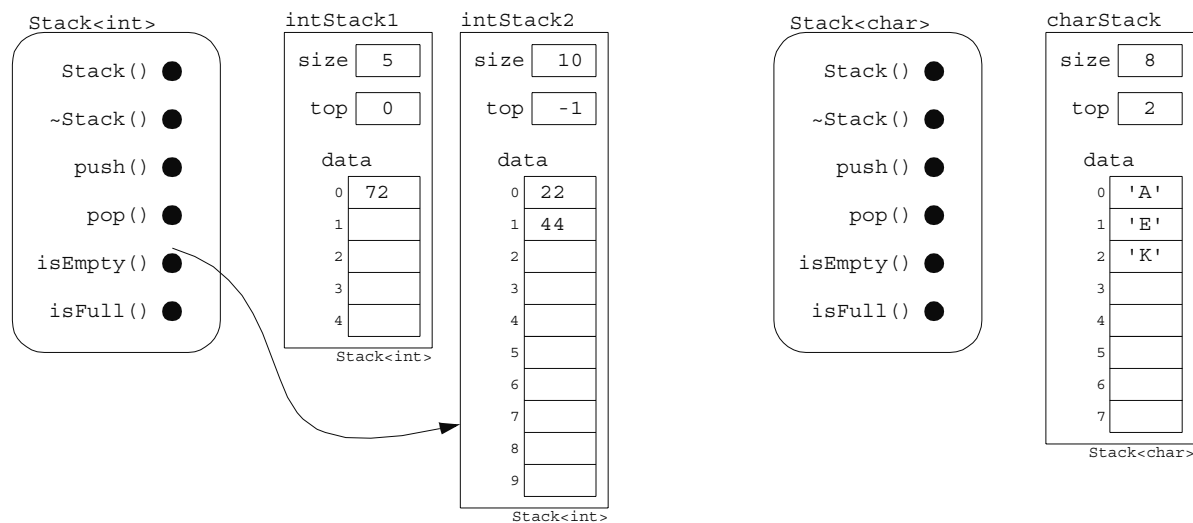 Stack<int>
Stack()
~Stack()
push()
pop()
isEmpty()
isFull()
intStack1
size 5
top 0
data
0 72
1
2
3
4
Stack<int>
intStack2
size 10
top -1
data
0 22
1 44
2
3
4
5
6
7
8
9
Stack<int>
Stack<char>
Stack()
~Stack()
push()
pop()
isEmpty()
isFull()
charStack
size 8
top 2
data
0 'A'
1 'E'
2 'K'
3
4
5
6
7
Stack<char>